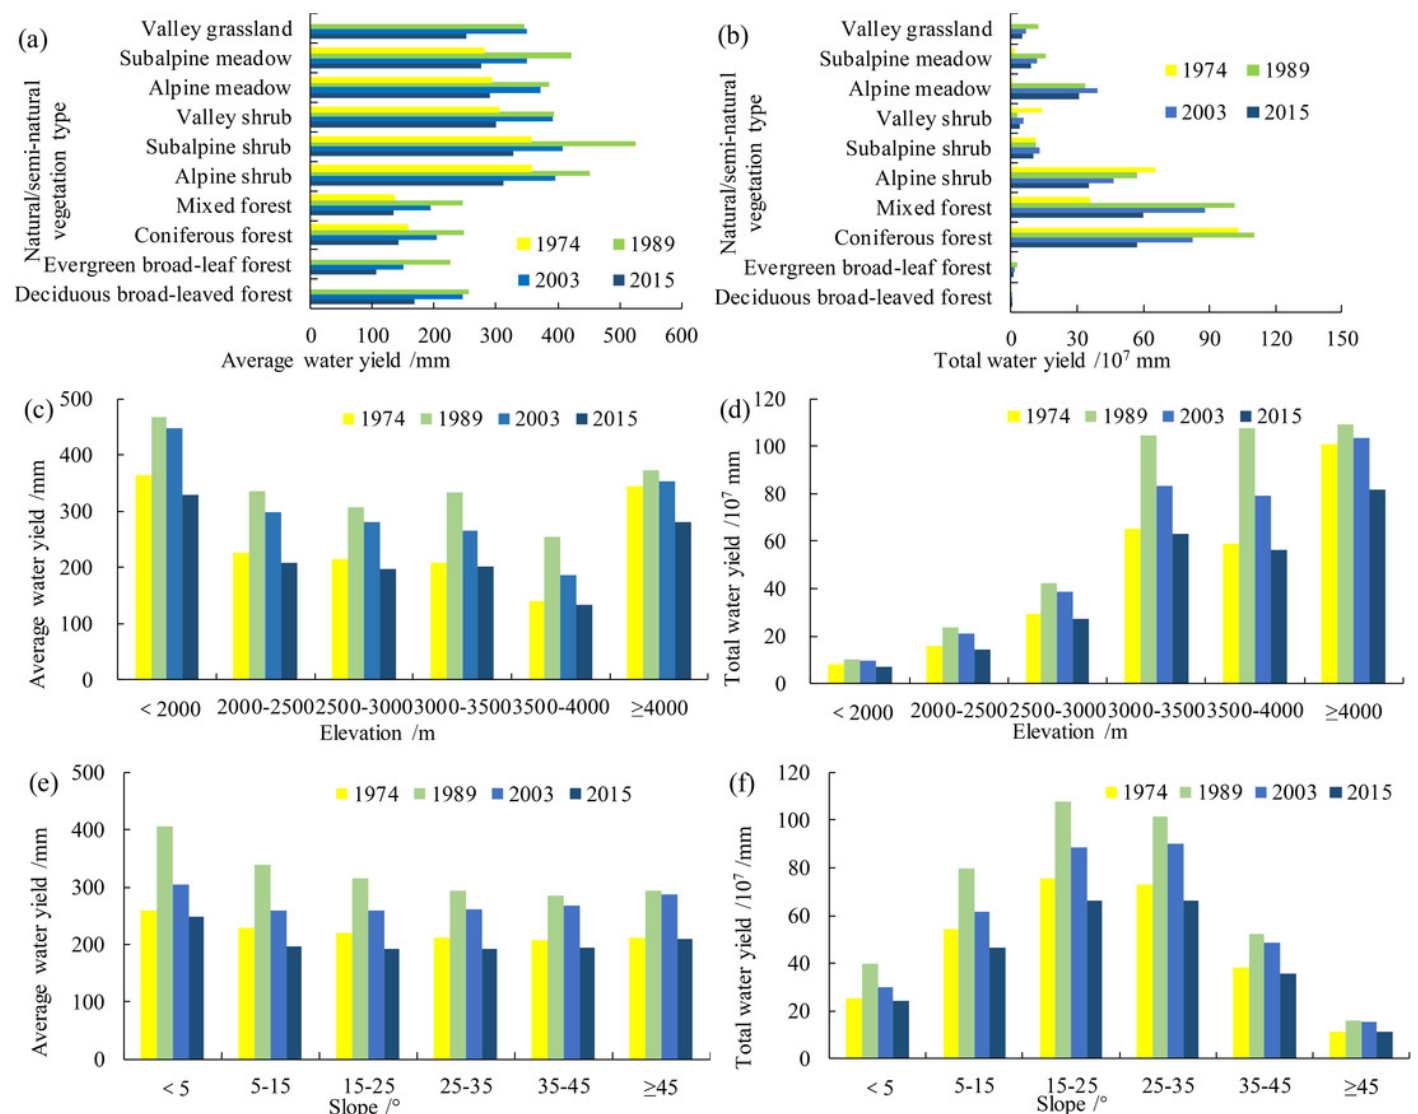 (a)
Natural/semi-natural
vegetation type
Valley grassland
Subalpine meadow
Alpine meadow
Valley shrub
Subalpine shrub
Alpine shrub
Mixed forest
Coniferous forest
Evergreen broad-leaf forest
Deciduous broad-leaved forest
1974 1989
2003 2015
0 100 200 300 400 500 600
Average water yield /mm
(b)
Natural/semi-natural
vegetation type
Valley grassland
Subalpine meadow
Alpine meadow
Valley shrub
Subalpine shrub
Alpine shrub
Mixed forest
Coniferous forest
Evergreen broad-leaf forest
Deciduous broad-leaved forest
1974 1989
2003 2015
0 30 60 90 120 150
Total water yield /10⁷ mm
(c)
Average water yield /mm
500
400
300
200
100
0
1974 1989 2003 2015
< 2000 2000-2500 2500-3000 3000-3500 3500-4000 ≥4000
Elevation /m
(d)
Total water yield /10⁷ mm
120
100
80
60
40
20
0
1974 1989 2003 2015
< 2000 2000-2500 2500-3000 3000-3500 3500-4000 ≥4000
Elevation /m
(e)
Average water yield /mm
500
400
300
200
100
0
1974 1989 2003 2015
< 5 5-15 15-25 25-35 35-45 ≥45
Slope /°
(f)
Total water yield /10⁷ /mm
120
100
80
60
40
20
0
1974 1989 2003 2015
< 5 5-15 15-25 25-35 35-45 ≥45
Slope /°